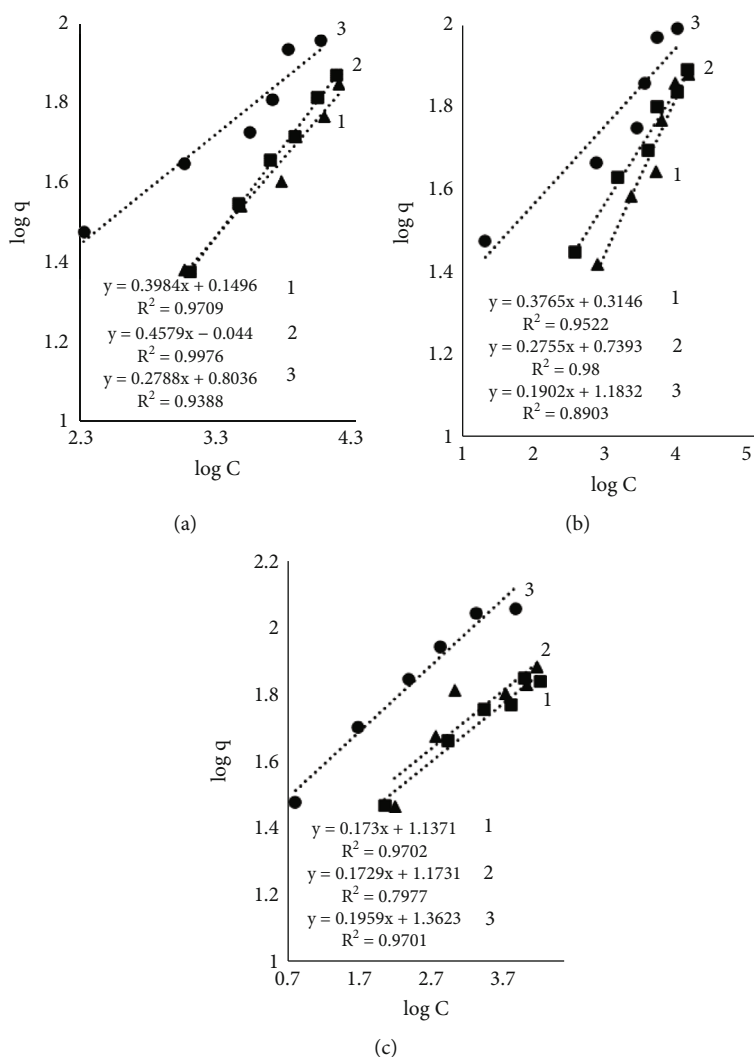 2
1.8
1.6
1.4
1.2
1
log q
3
2
1
y = 0.3984x + 0.1496 1
R² = 0.9709
y = 0.4579x – 0.044 2
R² = 0.9976
y = 0.2788x + 0.8036 3
R² = 0.9388
2.3 3.3 4.3
log C
(a)
2
1.8
1.6
1.4
1.2
1
log q
3
2
1
y = 0.3765x + 0.3146 1
R² = 0.9522
y = 0.2755x + 0.7393 2
R² = 0.98
y = 0.1902x + 1.1832 3
R² = 0.8903
1 2 3 4 5
log C
(b)
2.2
2
1.8
1.6
1.4
1.2
1
log q
3
2
1
y = 0.173x + 1.1371 1
R² = 0.9702
y = 0.1729x + 1.1731 2
R² = 0.7977
y = 0.1959x + 1.3623 3
R² = 0.9701
0.7 1.7 2.7 3.7
log C
(c)